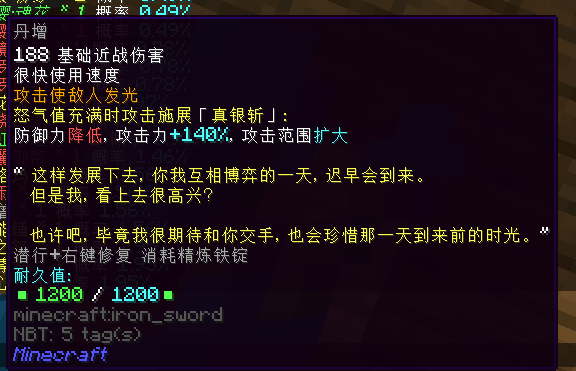 概率 0.49%
丹增
188 基础近战伤害
很快使用速度
攻击使敌人发光
怒气值充满时攻击施展「真银斩」:
防御力降低, 攻击力+140%, 攻击范围扩大
“ 这样发展下去, 你我互相博弈的一天, 迟早会到来。
但是我, 看上去很高兴?
也许吧, 毕竟我很期待和你交手, 也会珍惜那一天到来前的时光。”
潜行+右键修复 消耗精炼铁锭
耐久值:
▪ 1200 / 1200 ▪
minecraft:iron_sword
NBT: 5 tag(s)
Minecraft